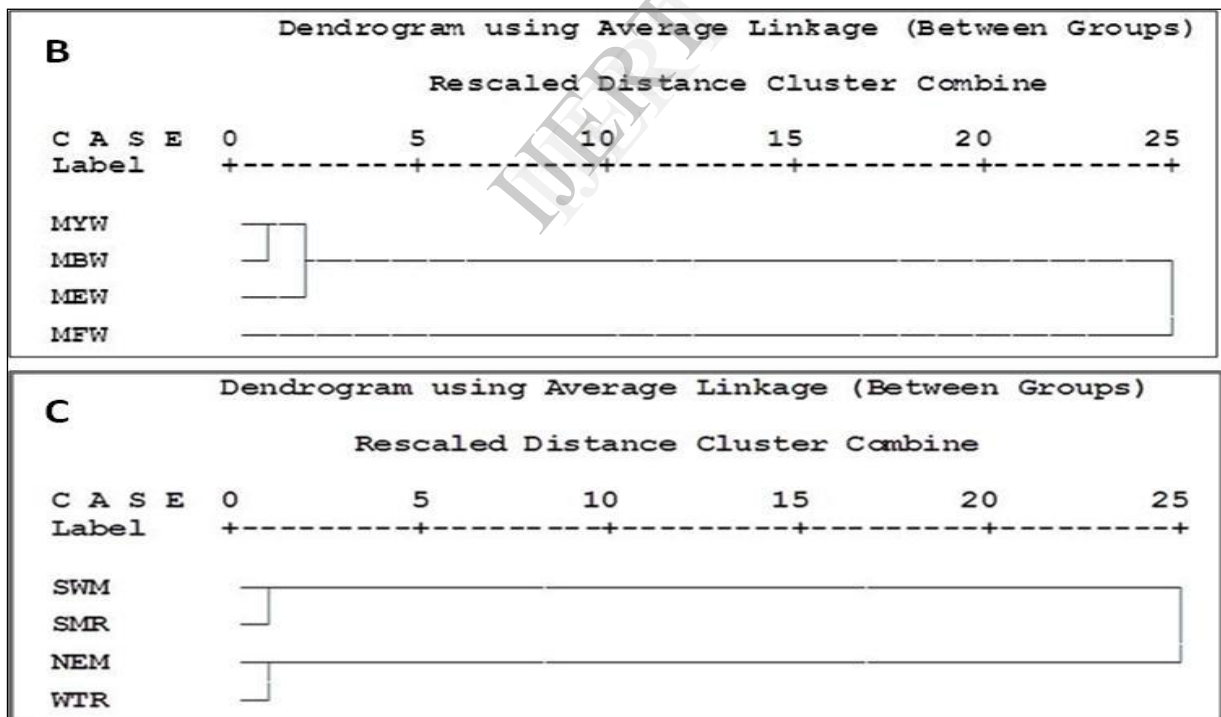 IJERT
B
Dendrogram using Average Linkage (Between Groups)
Rescaled Distance Cluster Combine
C A S E 0 5 10 15 20 25
Label +---------+---------+---------+---------+---------+
MYW
MBW
MEW
MFW
C
Dendrogram using Average Linkage (Between Groups)
Rescaled Distance Cluster Combine
C A S E 0 5 10 15 20 25
Label +---------+---------+---------+---------+---------+
SWM
SMR
NEM
WTR